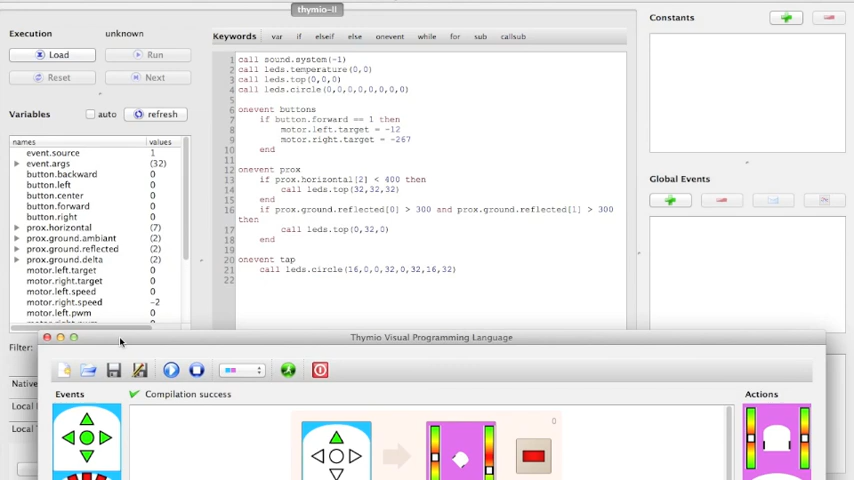 thymio-II
Execution
unknown
Load
Run
Reset
Next
Variables
auto
refresh
names
values
event.source
1
event.args
(32)
button.backward
0
button.left
0
button.center
0
button.forward
0
button.right
0
prox.horizontal
(7)
prox.ground.ambiant
(2)
prox.ground.reflected
(2)
prox.ground.delta
(2)
motor.left.target
0
motor.right.target
0
motor.left.speed
0
motor.right.speed
-2
motor.left.pwm
0
Filter:
Native
Local
Local
Keywords
var
if
elseif
else
onevent
while
for
sub
callsub
1 call sound.system(-1)
2 call leds.temperature(0,0)
3 call leds.top(0,0,0)
4 call leds.circle(0,0,0,0,0,0,0,0)
5
6 onevent buttons
7 if button.forward == 1 then
8 motor.left.target = -12
9 motor.right.target = -267
10 end
11
12 onevent prox
13 if prox.horizontal[2] < 400 then
14 call leds.top(32,32,32)
15 end
16 if prox.ground.reflected[0] > 300 and prox.ground.reflected[1] > 300
then
17 call leds.top(0,32,0)
18 end
19
20 onevent tap
21 call leds.circle(16,0,0,32,0,32,16,32)
22
Constants
Global Events
Thymio Visual Programming Language
Events
Compilation success
Actions
0